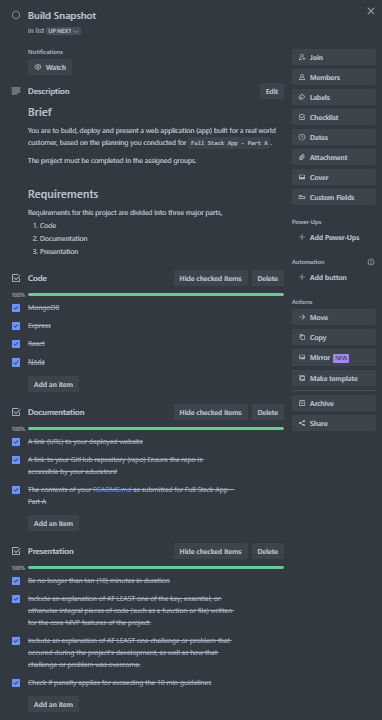 Build Snapshot
in list UP NEXT
Notifications
Watch
Description
Edit
Brief
You are to build, deploy and present a web application (app) built for a real world
customer, based on the planning you conducted for Full Stack App - Part A.
The project must be completed in the assigned groups.
Requirements
Requirements for this project are divided into three major parts,
1. Code
2. Documentation
3. Presentation
Code
Hide checked items
Delete
100%
MongoDB
Express
React
Node
Add an item
Documentation
Hide checked items
Delete
100%
A link (URL) to your deployed website
A link to your GitHub repository (repo) Ensure the repo is
accessible by your educators!
The contents of your README.md as submitted for Full Stack App -
Part A
Add an item
Presentation
Hide checked items
Delete
100%
Be no longer than ten (10) minutes in duration
Include an explanation of AT LEAST one of the key, essential, or
otherwise integral pieces of code (such as a function or file) written
for the core MVP features of the project.
Include an explanation of AT LEAST one challenge or problem that
occured during the project's development, as well as how that
challenge or problem was overcome.
Check if penalty applies for exceeding the 10 min guidelines
Add an item
Join
Members
Labels
Checklist
Dates
Attachment
Cover
Custom Fields
Power-Ups
+ Add Power-Ups
Automation
+ Add button
Actions
Move
Copy
Mirror NEW
Make template
Archive
Share